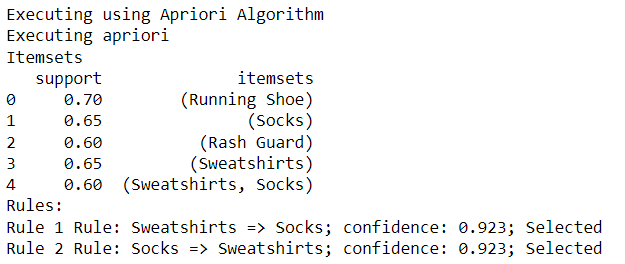 Executing using Apriori Algorithm
Executing apriori
Itemsets
support itemsets
0 0.70 (Running Shoe)
1 0.65 (Socks)
2 0.60 (Rash Guard)
3 0.65 (Sweatshirts)
4 0.60 (Sweatshirts, Socks)
Rules:
Rule 1 Rule: Sweatshirts => Socks; confidence: 0.923; Selected
Rule 2 Rule: Socks => Sweatshirts; confidence: 0.923; Selected